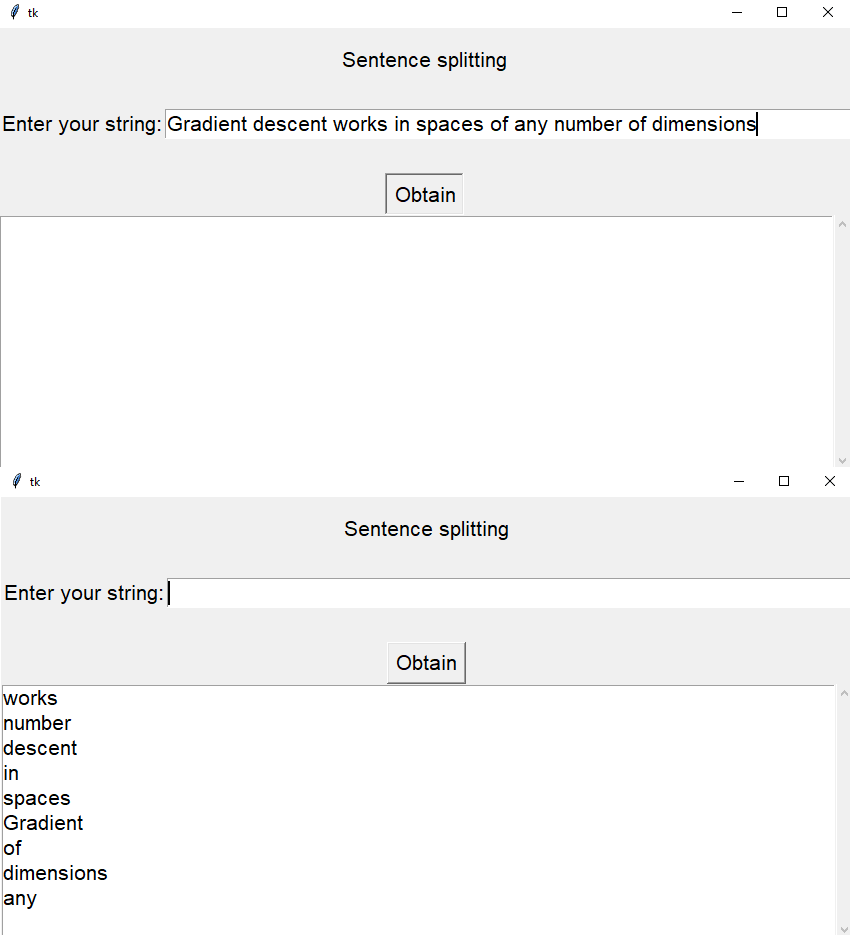 tk
Sentence splitting
Enter your string: Gradient descent works in spaces of any number of dimensions
Obtain
tk
Sentence splitting
Enter your string:
Obtain
works
number
descent
in
spaces
Gradient
of
dimensions
any